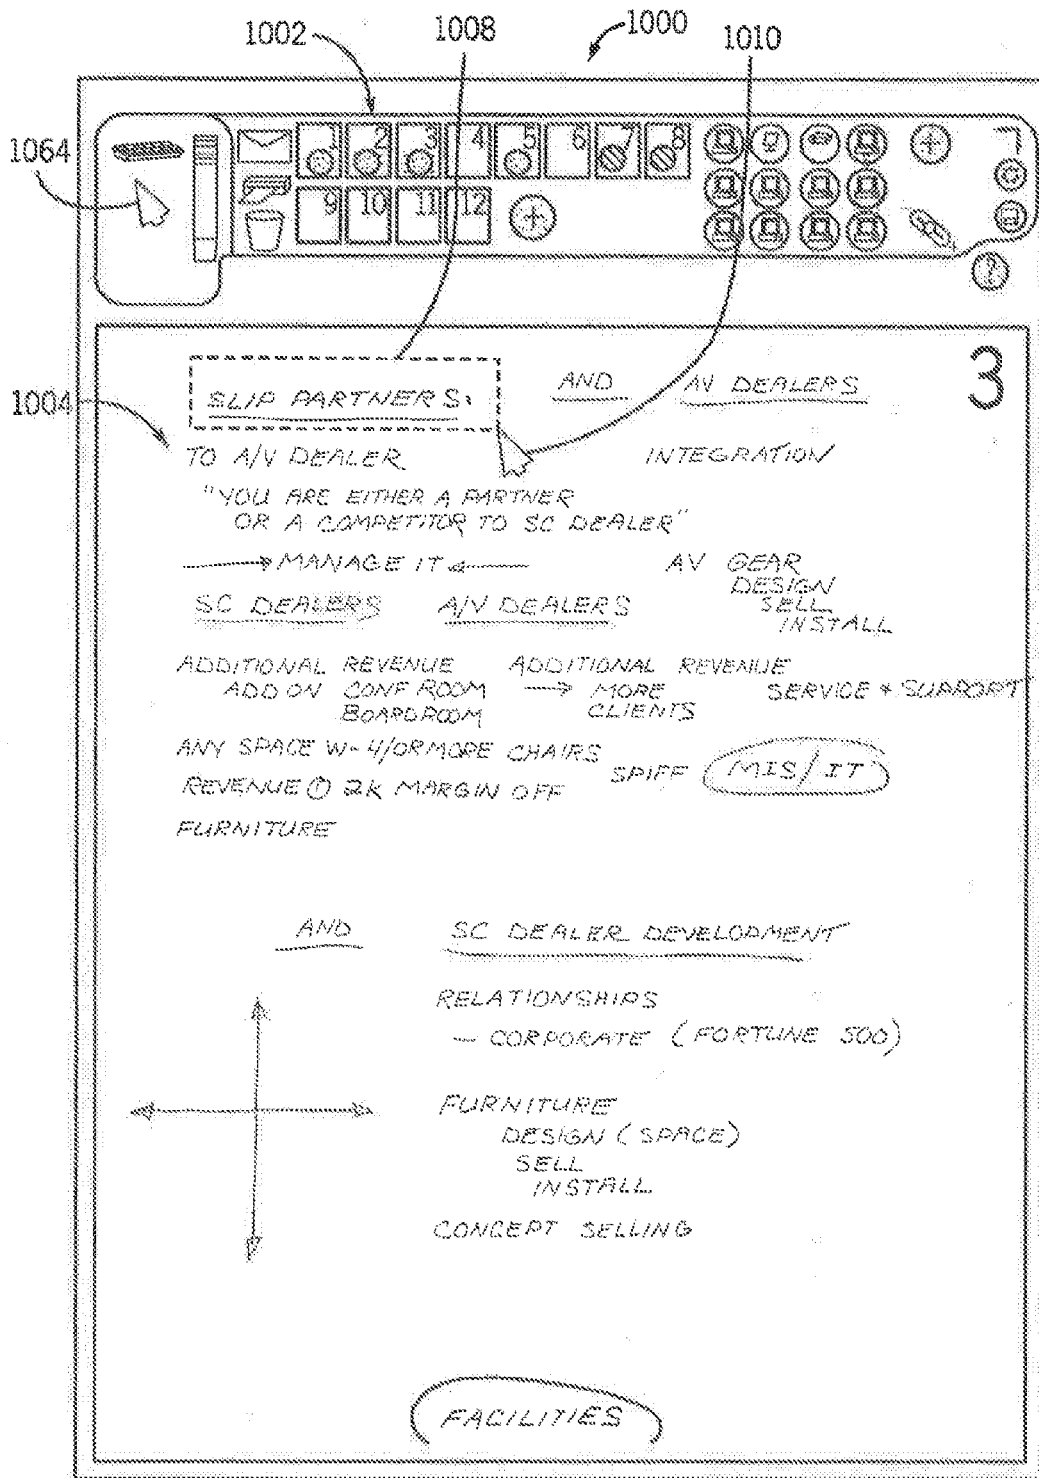 1002
1008
1000
1010
1064
1 2 3 4 5 6 7 8
9 10 11 12
?
3
1004
SLIP PARTNERS:
AND AV DEALERS
TO A/V DEALER
INTEGRATION
"YOU ARE EITHER A PARTNER
OR A COMPETITOR TO SC DEALER"
MANAGE IT
AV GEAR
DESIGN
SELL
INSTALL
SC DEALERS A/V DEALERS
ADDITIONAL REVENUE ADDITIONAL REVENUE
ADD ON CONF ROOM → MORE SERVICE + SUPPORT
BOARDROOM CLIENTS
ANY SPACE W- 4/OR MORE CHAIRS
SPIFF MIS/IT
REVENUE ① 2K MARGIN OFF
FURNITURE
AND SC DEALER DEVELOPMENT
RELATIONSHIPS
— CORPORATE (FORTUNE 500)
FURNITURE
DESIGN (SPACE)
SELL
INSTALL
CONCEPT SELLING
FACILITIES